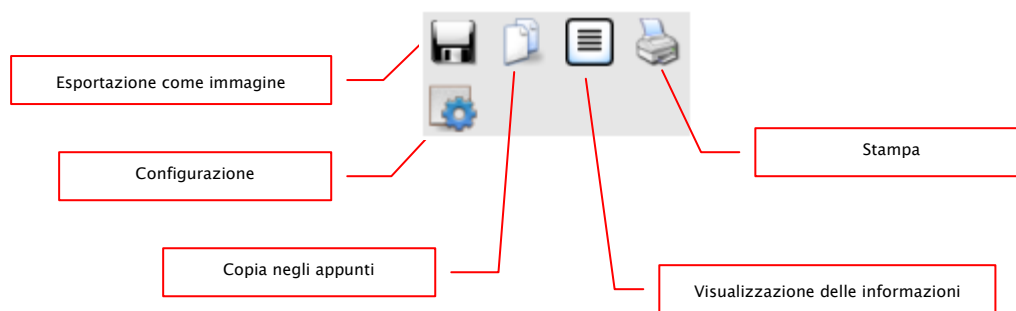 Esportazione come immagine
Stampa
Configurazione
Copia negli appunti
Visualizzazione delle informazioni